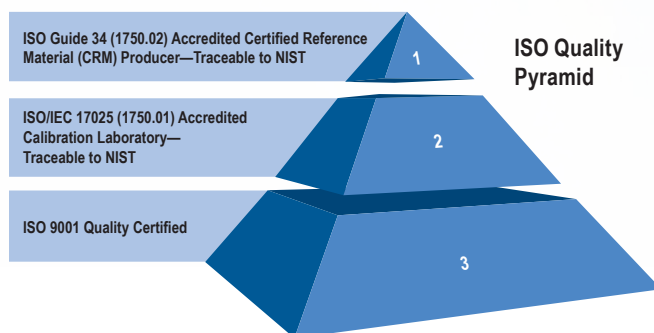 ISO Guide 34 (1750.02) Accredited Certified Reference
Material (CRM) Producer—Traceable to NIST
1
ISO Quality
Pyramid
ISO/IEC 17025 (1750.01) Accredited
Calibration Laboratory—
Traceable to NIST
2
ISO 9001 Quality Certified
3